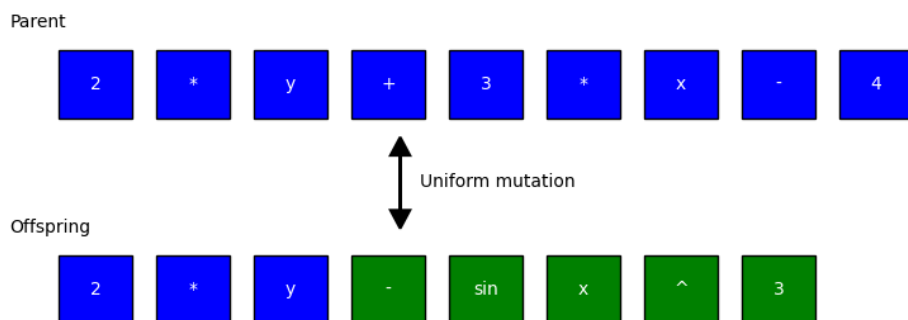 Parent
2 * y + 3 * x - 4
Uniform mutation
Offspring
2 * y - sin x ^ 3